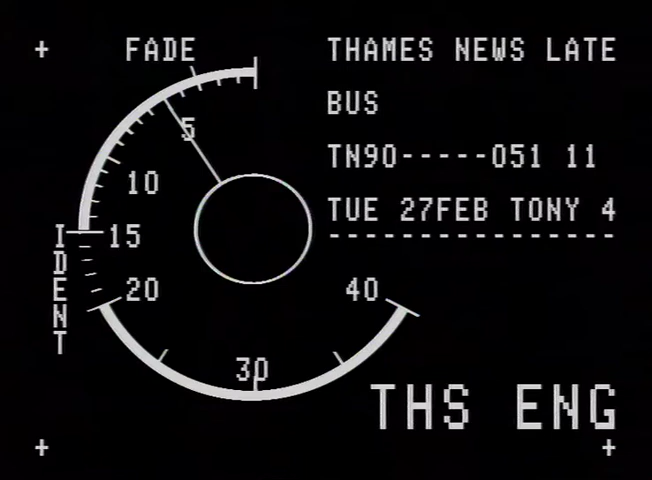 FADE
THAMES NEWS LATE
BUS
5
TN90-----051 11
10
TUE 27FEB TONY 4
----------------
15
IDENT
20
40
30
THS ENG